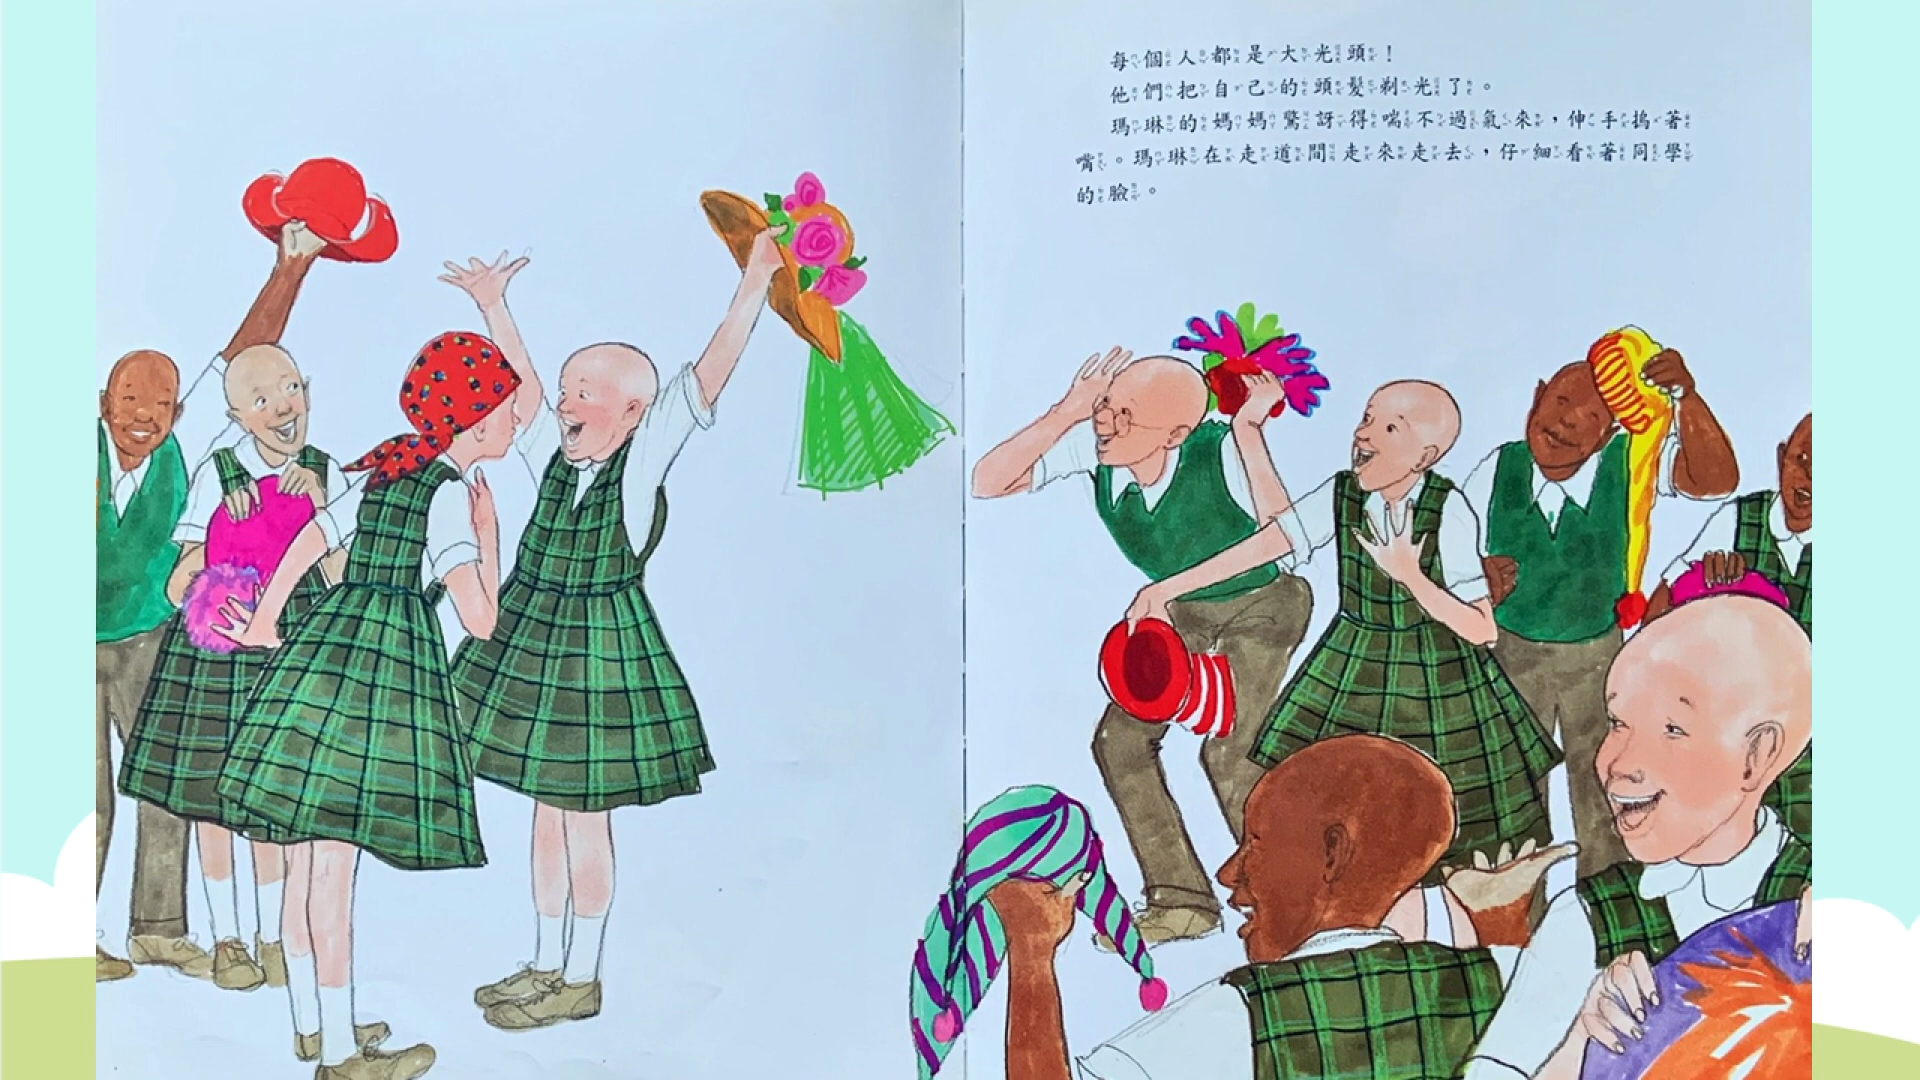 每個人都是大光頭！
他們把自己的頭髮剃光了。
瑪琳的媽媽驚訝得喘不過氣來，伸手摀著
嘴。瑪琳在走道間走來走去，仔細看著同學
的臉。